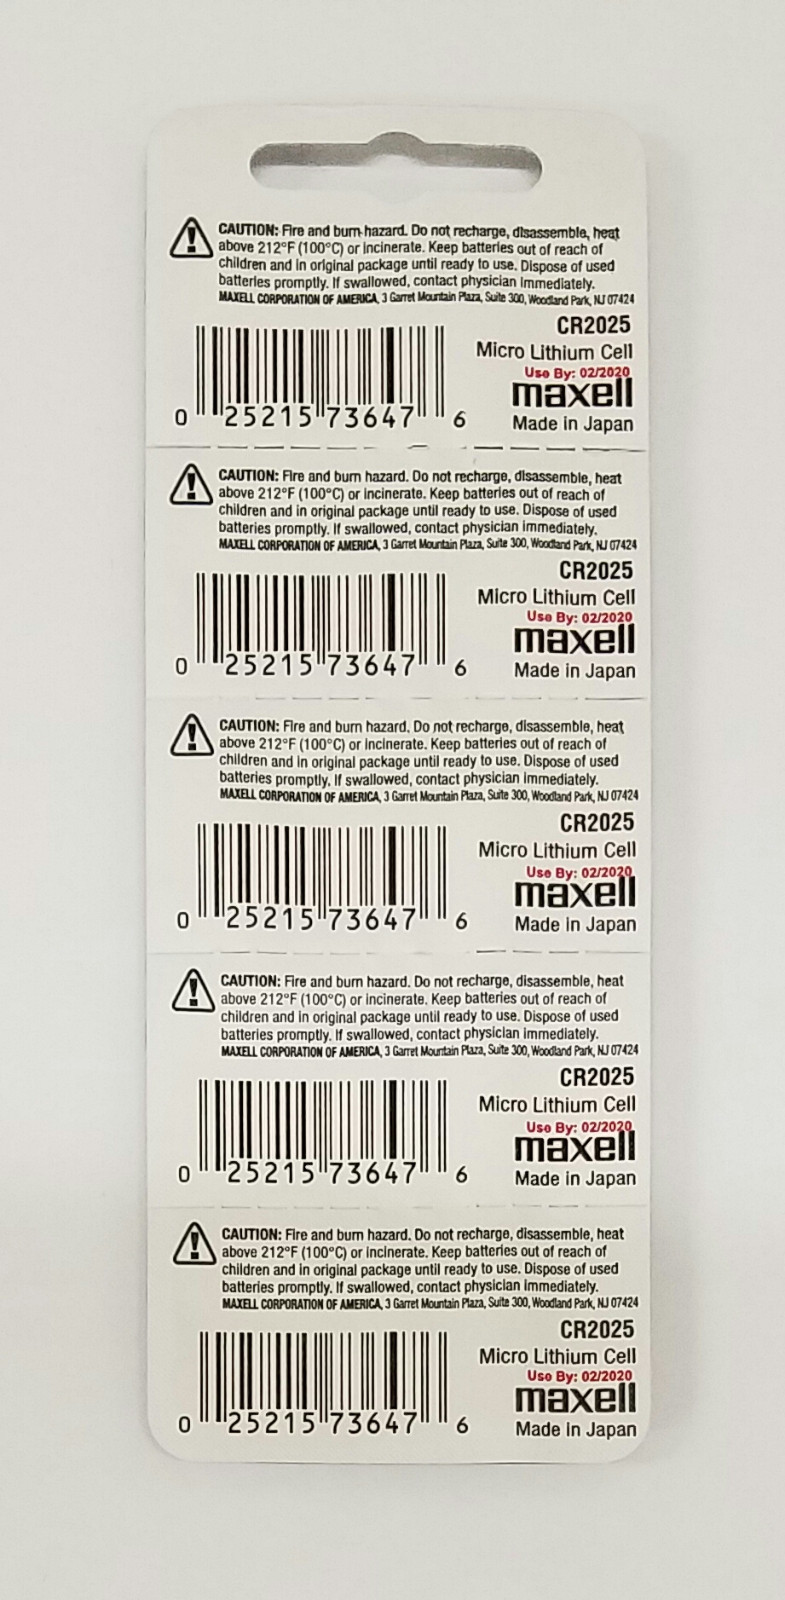 CAUTION: Fire and burn hazard. Do not recharge, disassemble, heat
above 212°F (100°C) or incinerate. Keep batteries out of reach of
children and in original package until ready to use. Dispose of used
batteries promptly. If swallowed, contact physician immediately.
MAXELL CORPORATION OF AMERICA, 3 Garret Mountain Plaza, Suite 300, Woodland Park, NJ 07424
CR2025
Micro Lithium Cell
Use By: 02/2020
maxell
Made in Japan
0 25215 73647 6
CAUTION: Fire and burn hazard. Do not recharge, disassemble, heat
above 212°F (100°C) or incinerate. Keep batteries out of reach of
children and in original package until ready to use. Dispose of used
batteries promptly. If swallowed, contact physician immediately.
MAXELL CORPORATION OF AMERICA, 3 Garret Mountain Plaza, Suite 300, Woodland Park, NJ 07424
CR2025
Micro Lithium Cell
Use By: 02/2020
maxell
Made in Japan
0 25215 73647 6
CAUTION: Fire and burn hazard. Do not recharge, disassemble, heat
above 212°F (100°C) or incinerate. Keep batteries out of reach of
children and in original package until ready to use. Dispose of used
batteries promptly. If swallowed, contact physician immediately.
MAXELL CORPORATION OF AMERICA, 3 Garret Mountain Plaza, Suite 300, Woodland Park, NJ 07424
CR2025
Micro Lithium Cell
Use By: 02/2020
maxell
Made in Japan
0 25215 73647 6
CAUTION: Fire and burn hazard. Do not recharge, disassemble, heat
above 212°F (100°C) or incinerate. Keep batteries out of reach of
children and in original package until ready to use. Dispose of used
batteries promptly. If swallowed, contact physician immediately.
MAXELL CORPORATION OF AMERICA, 3 Garret Mountain Plaza, Suite 300, Woodland Park, NJ 07424
CR2025
Micro Lithium Cell
Use By: 02/2020
maxell
Made in Japan
0 25215 73647 6
CAUTION: Fire and burn hazard. Do not recharge, disassemble, heat
above 212°F (100°C) or incinerate. Keep batteries out of reach of
children and in original package until ready to use. Dispose of used
batteries promptly. If swallowed, contact physician immediately.
MAXELL CORPORATION OF AMERICA, 3 Garret Mountain Plaza, Suite 300, Woodland Park, NJ 07424
CR2025
Micro Lithium Cell
Use By: 02/2020
maxell
Made in Japan
0 25215 73647 6